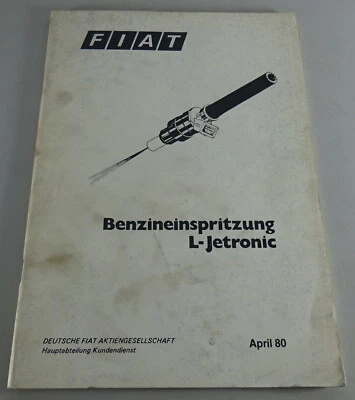 FIAT
Benzineinspritzung
L-Jetronic
DEUTSCHE FIAT AKTIENGESELLSCHAFT
Hauptabteilung Kundendienst
April 80